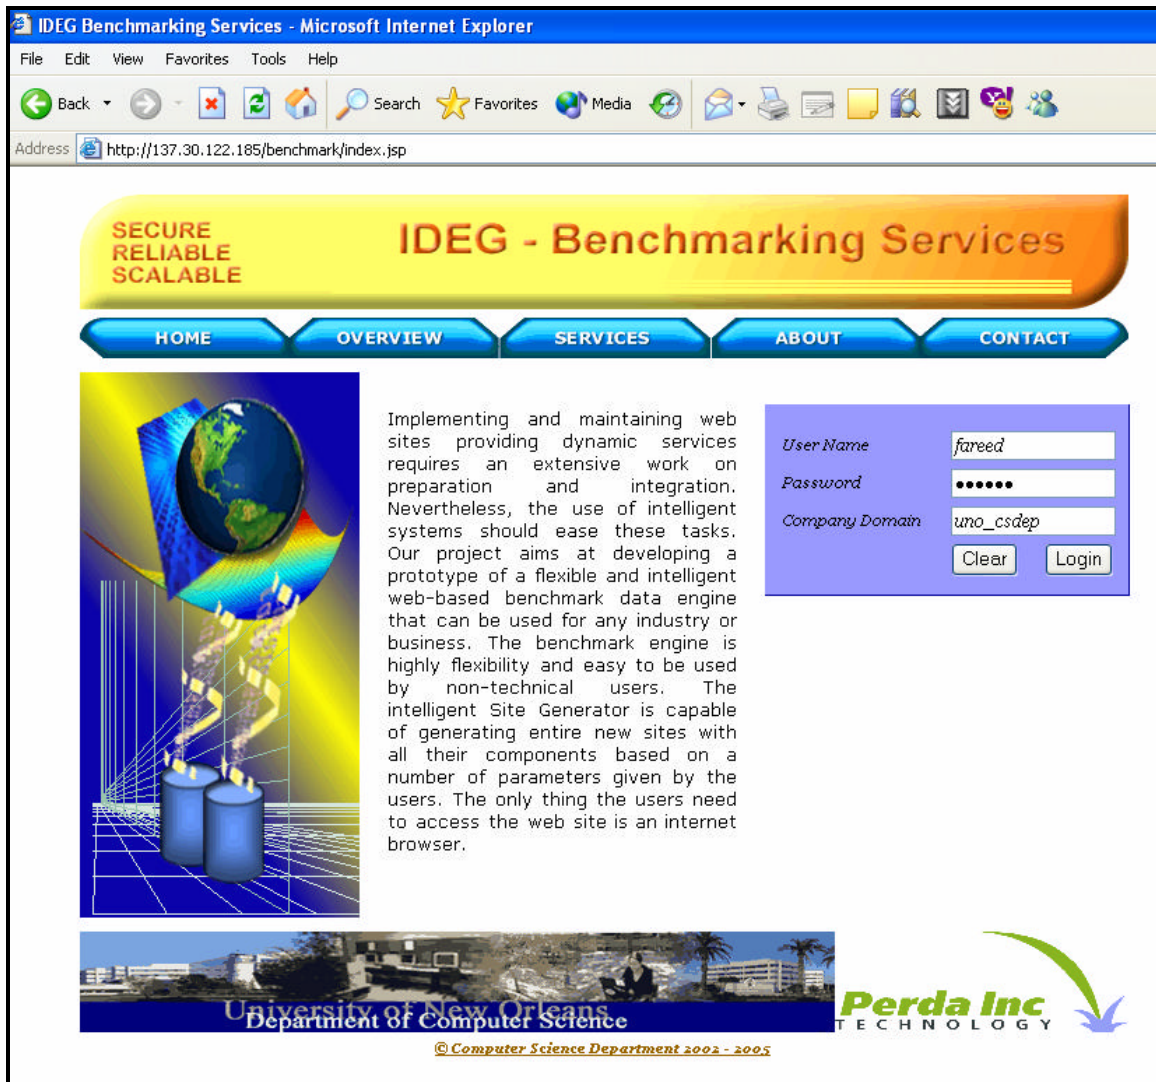 IDEG Benchmarking Services - Microsoft Internet Explorer
File Edit View Favorites Tools Help
Back Search Favorites Media
Address http://137.30.122.185/benchmark/index.jsp
SECURE
RELIABLE
SCALABLE
IDEG - Benchmarking Services
HOME OVERVIEW SERVICES ABOUT CONTACT
Implementing and maintaining web
sites providing dynamic services
requires an extensive work on
preparation and integration.
Nevertheless, the use of intelligent
systems should ease these tasks.
Our project aims at developing a
prototype of a flexible and intelligent
web-based benchmark data engine
that can be used for any industry or
business. The benchmark engine is
highly flexibility and easy to be used
by non-technical users. The
intelligent Site Generator is capable
of generating entire new sites with
all their components based on a
number of parameters given by the
users. The only thing the users need
to access the web site is an internet
browser.
User Name fareed
Password ••••••
Company Domain uno_csdep
Clear Login
University of New Orleans
Department of Computer Science
Perda Inc
TECHNOLOGY
© Computer Science Department 2002 - 2005